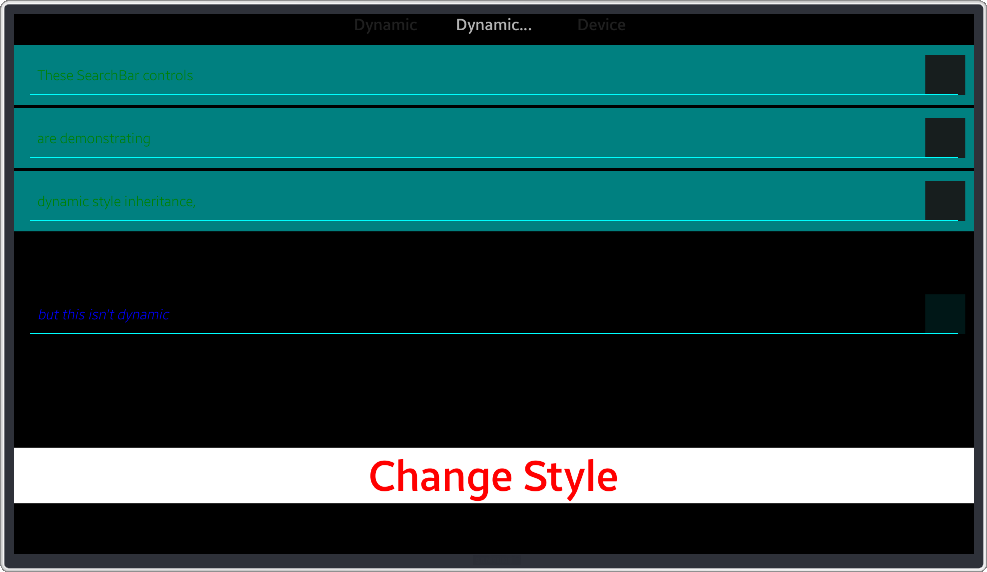 Dynamic Dynamic... Device
These SearchBar controls
are demonstrating
dynamic style inheritance,
but this isn't dynamic
Change Style